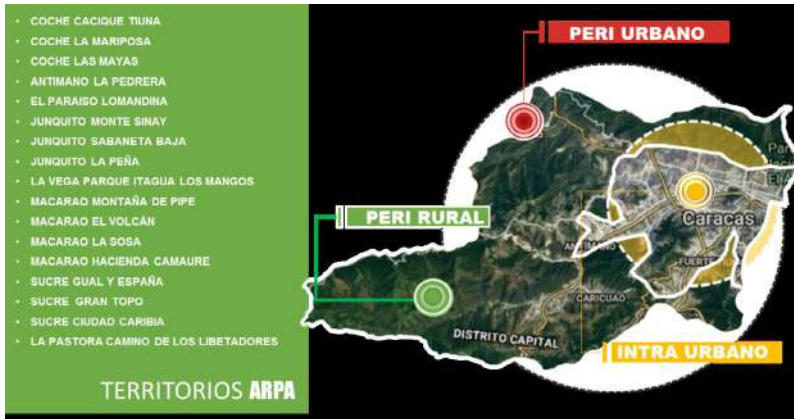 • COCHE CACIQUE TIUNA
• COCHE LA MARIPOSA
• COCHE LAS MAYAS
• ANTIMANO LA PEDRERA
• EL PARAISO LOMANDINA
• JUNQUITO MONTE SINAY
• JUNQUITO SABANETA BAJA
• JUNQUITO LA PEÑA
• LA VEGA PARQUE ITAGUA LOS MANGOS
• MACARAO MONTAÑA DE PIPE
• MACARAO EL VOLCÁN
• MACARAO LA SOSA
• MACARAO HACIENDA CAMAURE
• SUCRE GUAL Y ESPAÑA
• SUCRE GRAN TOPO
• SUCRE CIUDAD CARIBIA
• LA PASTORA CAMINO DE LOS LIBETADORES
TERRITORIOS ARPA
PERI URBANO
PERI RURAL
Caracas
CARICUAO
DISTRITO CAPITAL
INTRA URBANO